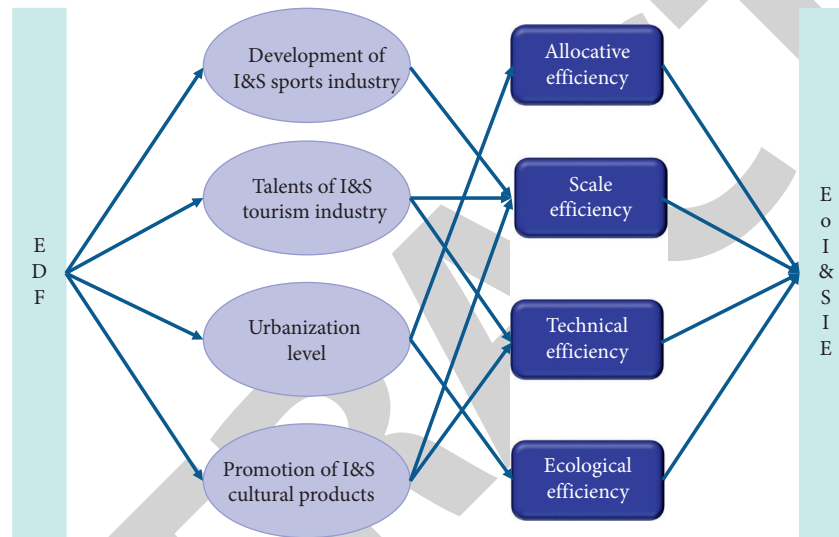 E
D
F
Development of
I&S sports industry
Talents of I&S
tourism industry
Urbanization
level
Promotion of I&S
cultural products
Allocative
efficiency
Scale
efficiency
Technical
efficiency
Ecological
efficiency
E
o
I
&
S
I
E